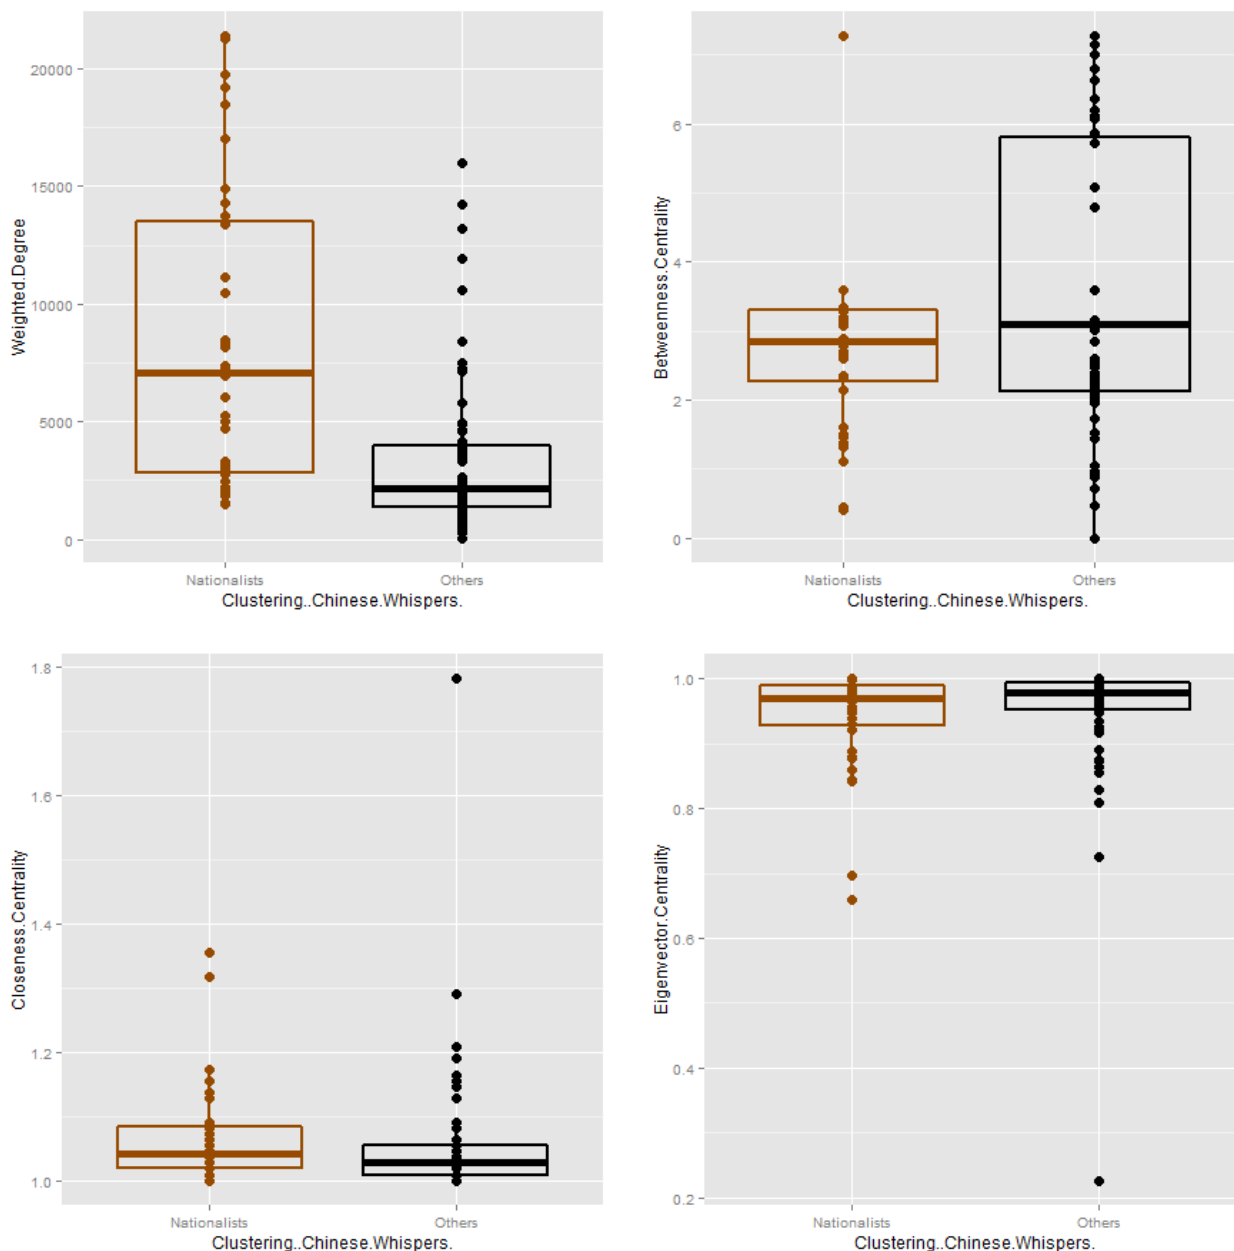 Weighted.Degree
20000
15000
10000
5000
0
Nationalists
Others
Clustering..Chinese.Whispers.
Betweenness.Centrality
6
4
2
0
Nationalists
Others
Clustering..Chinese.Whispers.
Closeness.Centrality
1.8
1.6
1.4
1.2
1.0
Nationalists
Others
Clustering..Chinese.Whispers.
Eigenvector.Centrality
1.0
0.8
0.6
0.4
0.2
Nationalists
Others
Clustering..Chinese.Whispers.